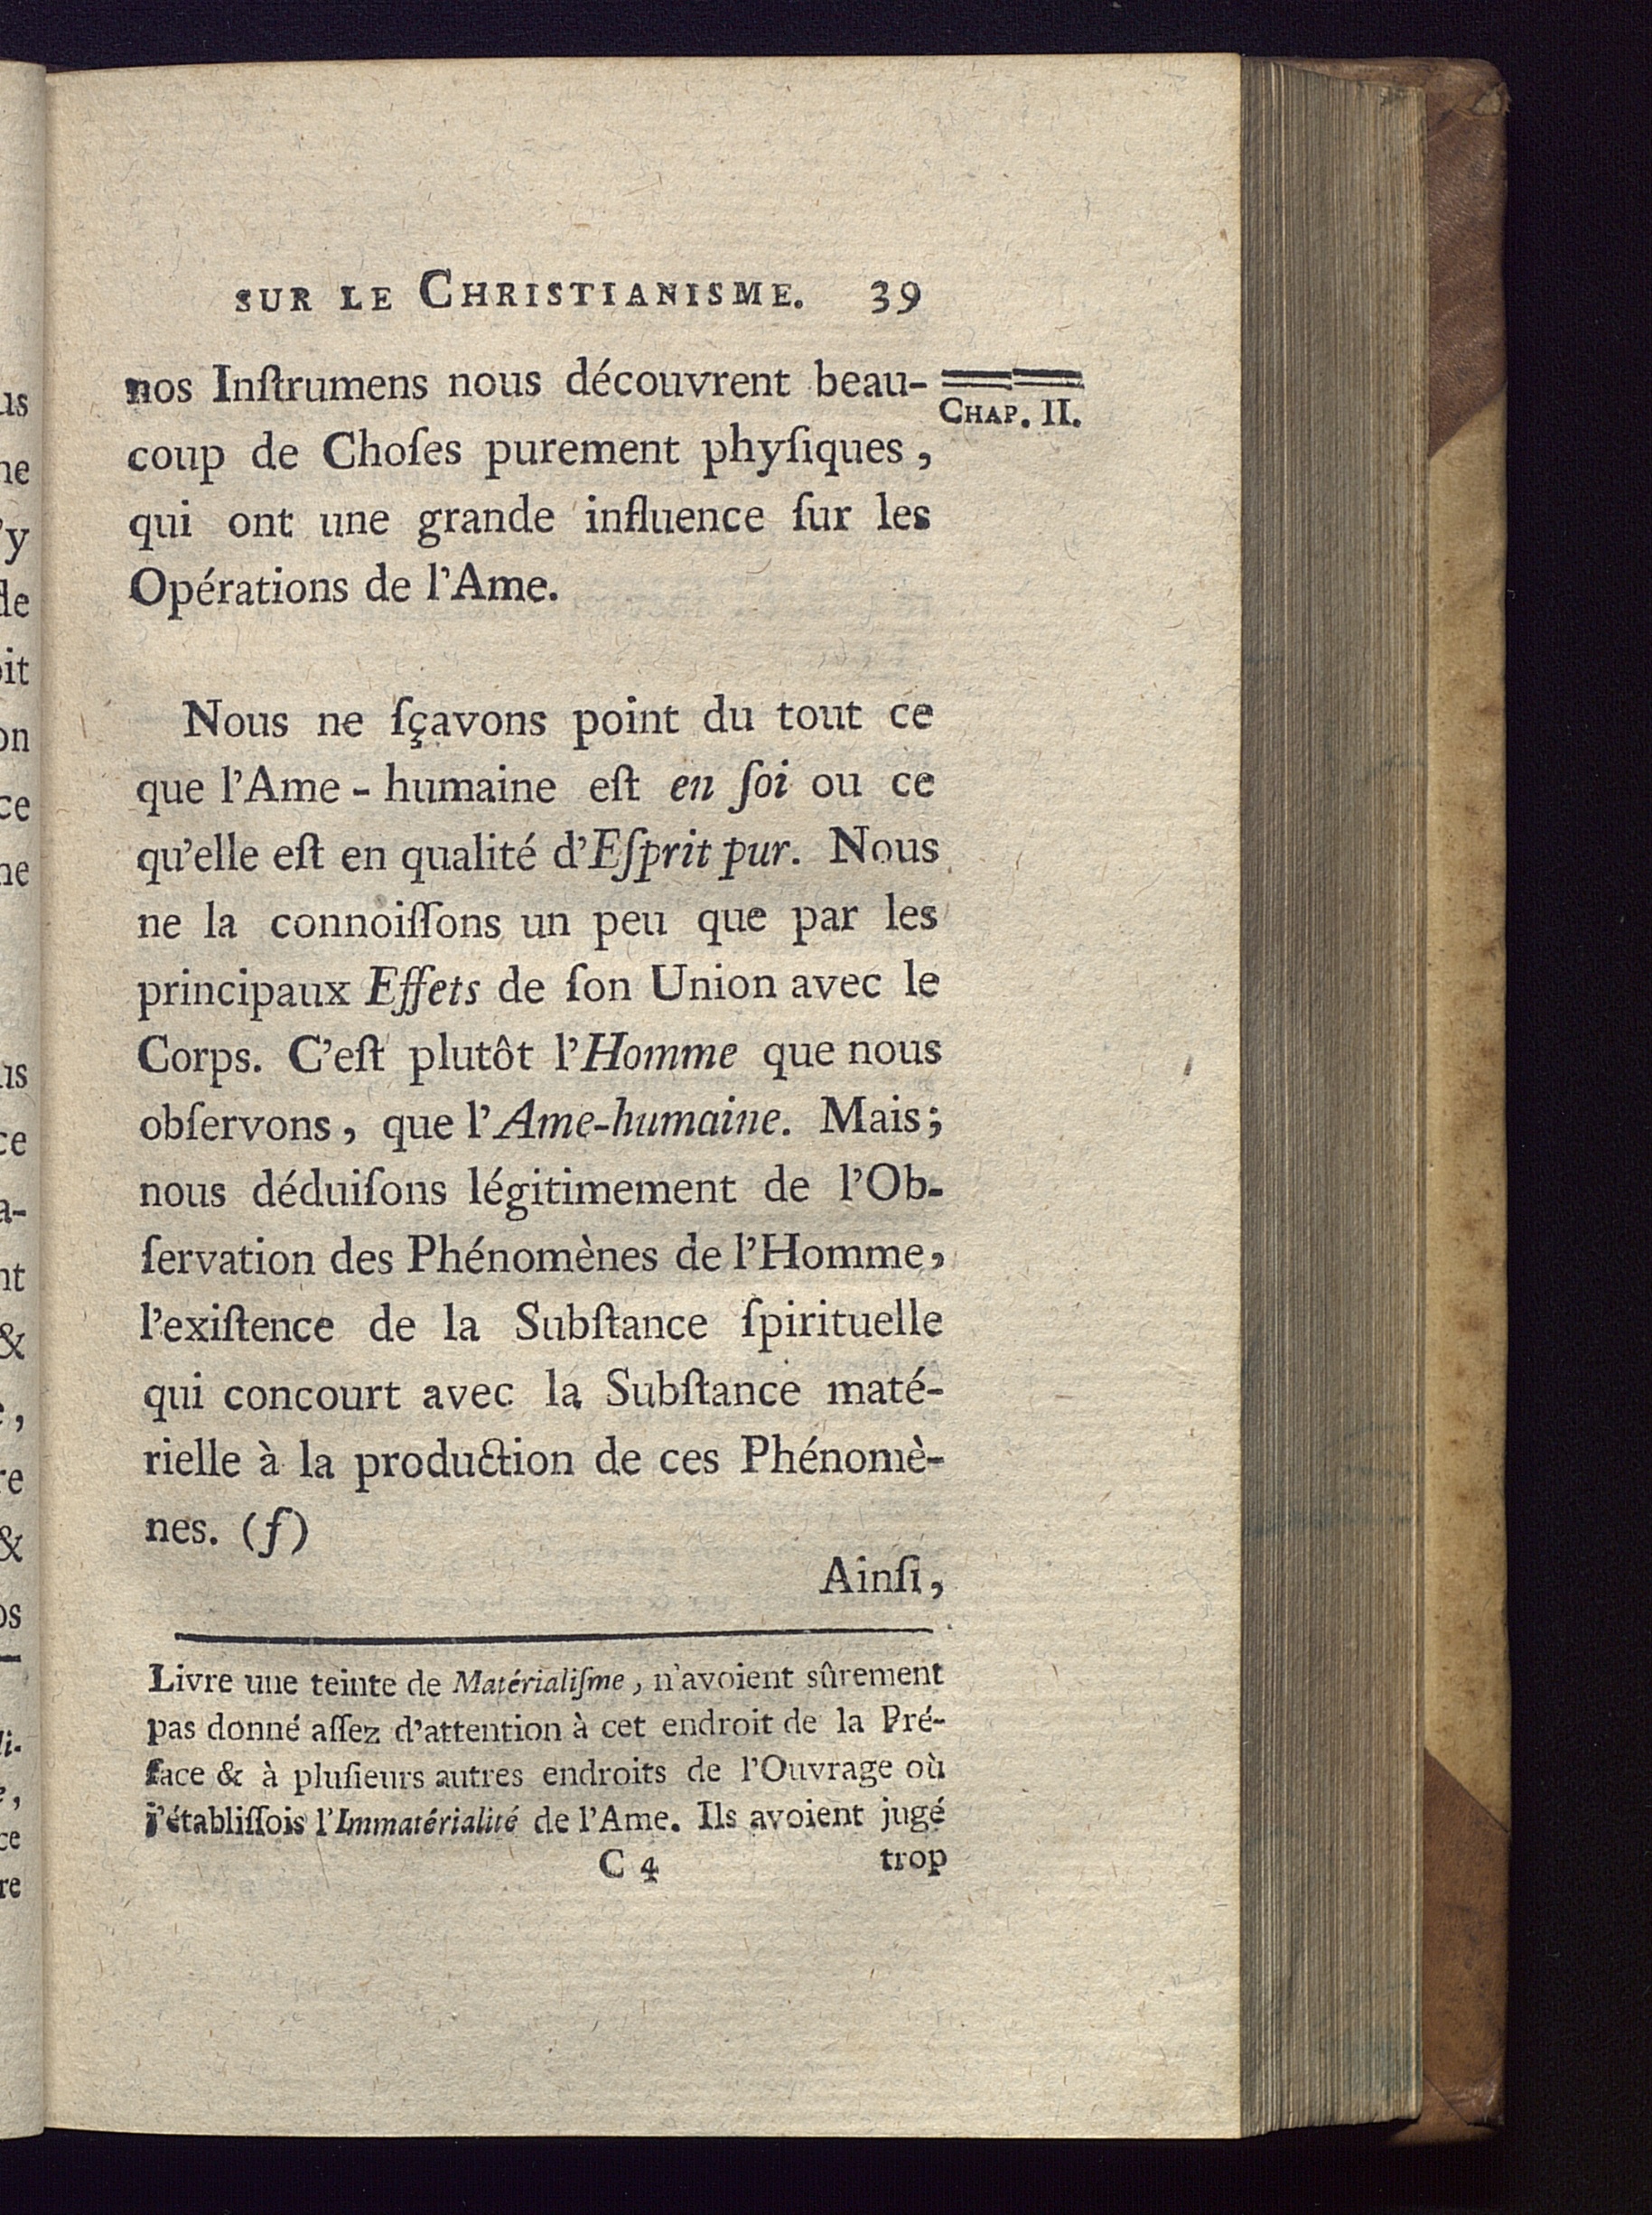 SUR LE CHRISTIANISME. 39
CHAP. II.
nos Inſtrumens nous découvrent beau-
coup de Choſes purement phyſiques,
qui ont une grande influence ſur les
Opérations de l'Ame.
Nous ne ſçavons point du tout ce
que l'Ame-humaine eſt en ſoi ou ce
qu'elle eſt en qualité d'Eſprit pur. Nous
ne la connoiſſons un peu que par les
principaux Effets de ſon Union avec le
Corps. C'eſt plutôt l'Homme que nous
obſervons, que l'Ame-humaine. Mais;
nous déduiſons légitimement de l'Ob-
ſervation des Phénomènes de l'Homme,
l'exiſtence de la Subſtance ſpirituelle
qui concourt avec la Subſtance maté-
rielle à la production de ces Phénomè-
nes. (f)
Ainſi,
Livre une teinte de Matérialiſme, n'avoient sûrement
pas donné aſſez d'attention à cet endroit de la Pré-
face & à pluſieurs autres endroits de l'Ouvrage où
j'établiſſois l'Immatérialité de l'Ame. Ils avoient jugé
C 4 trop